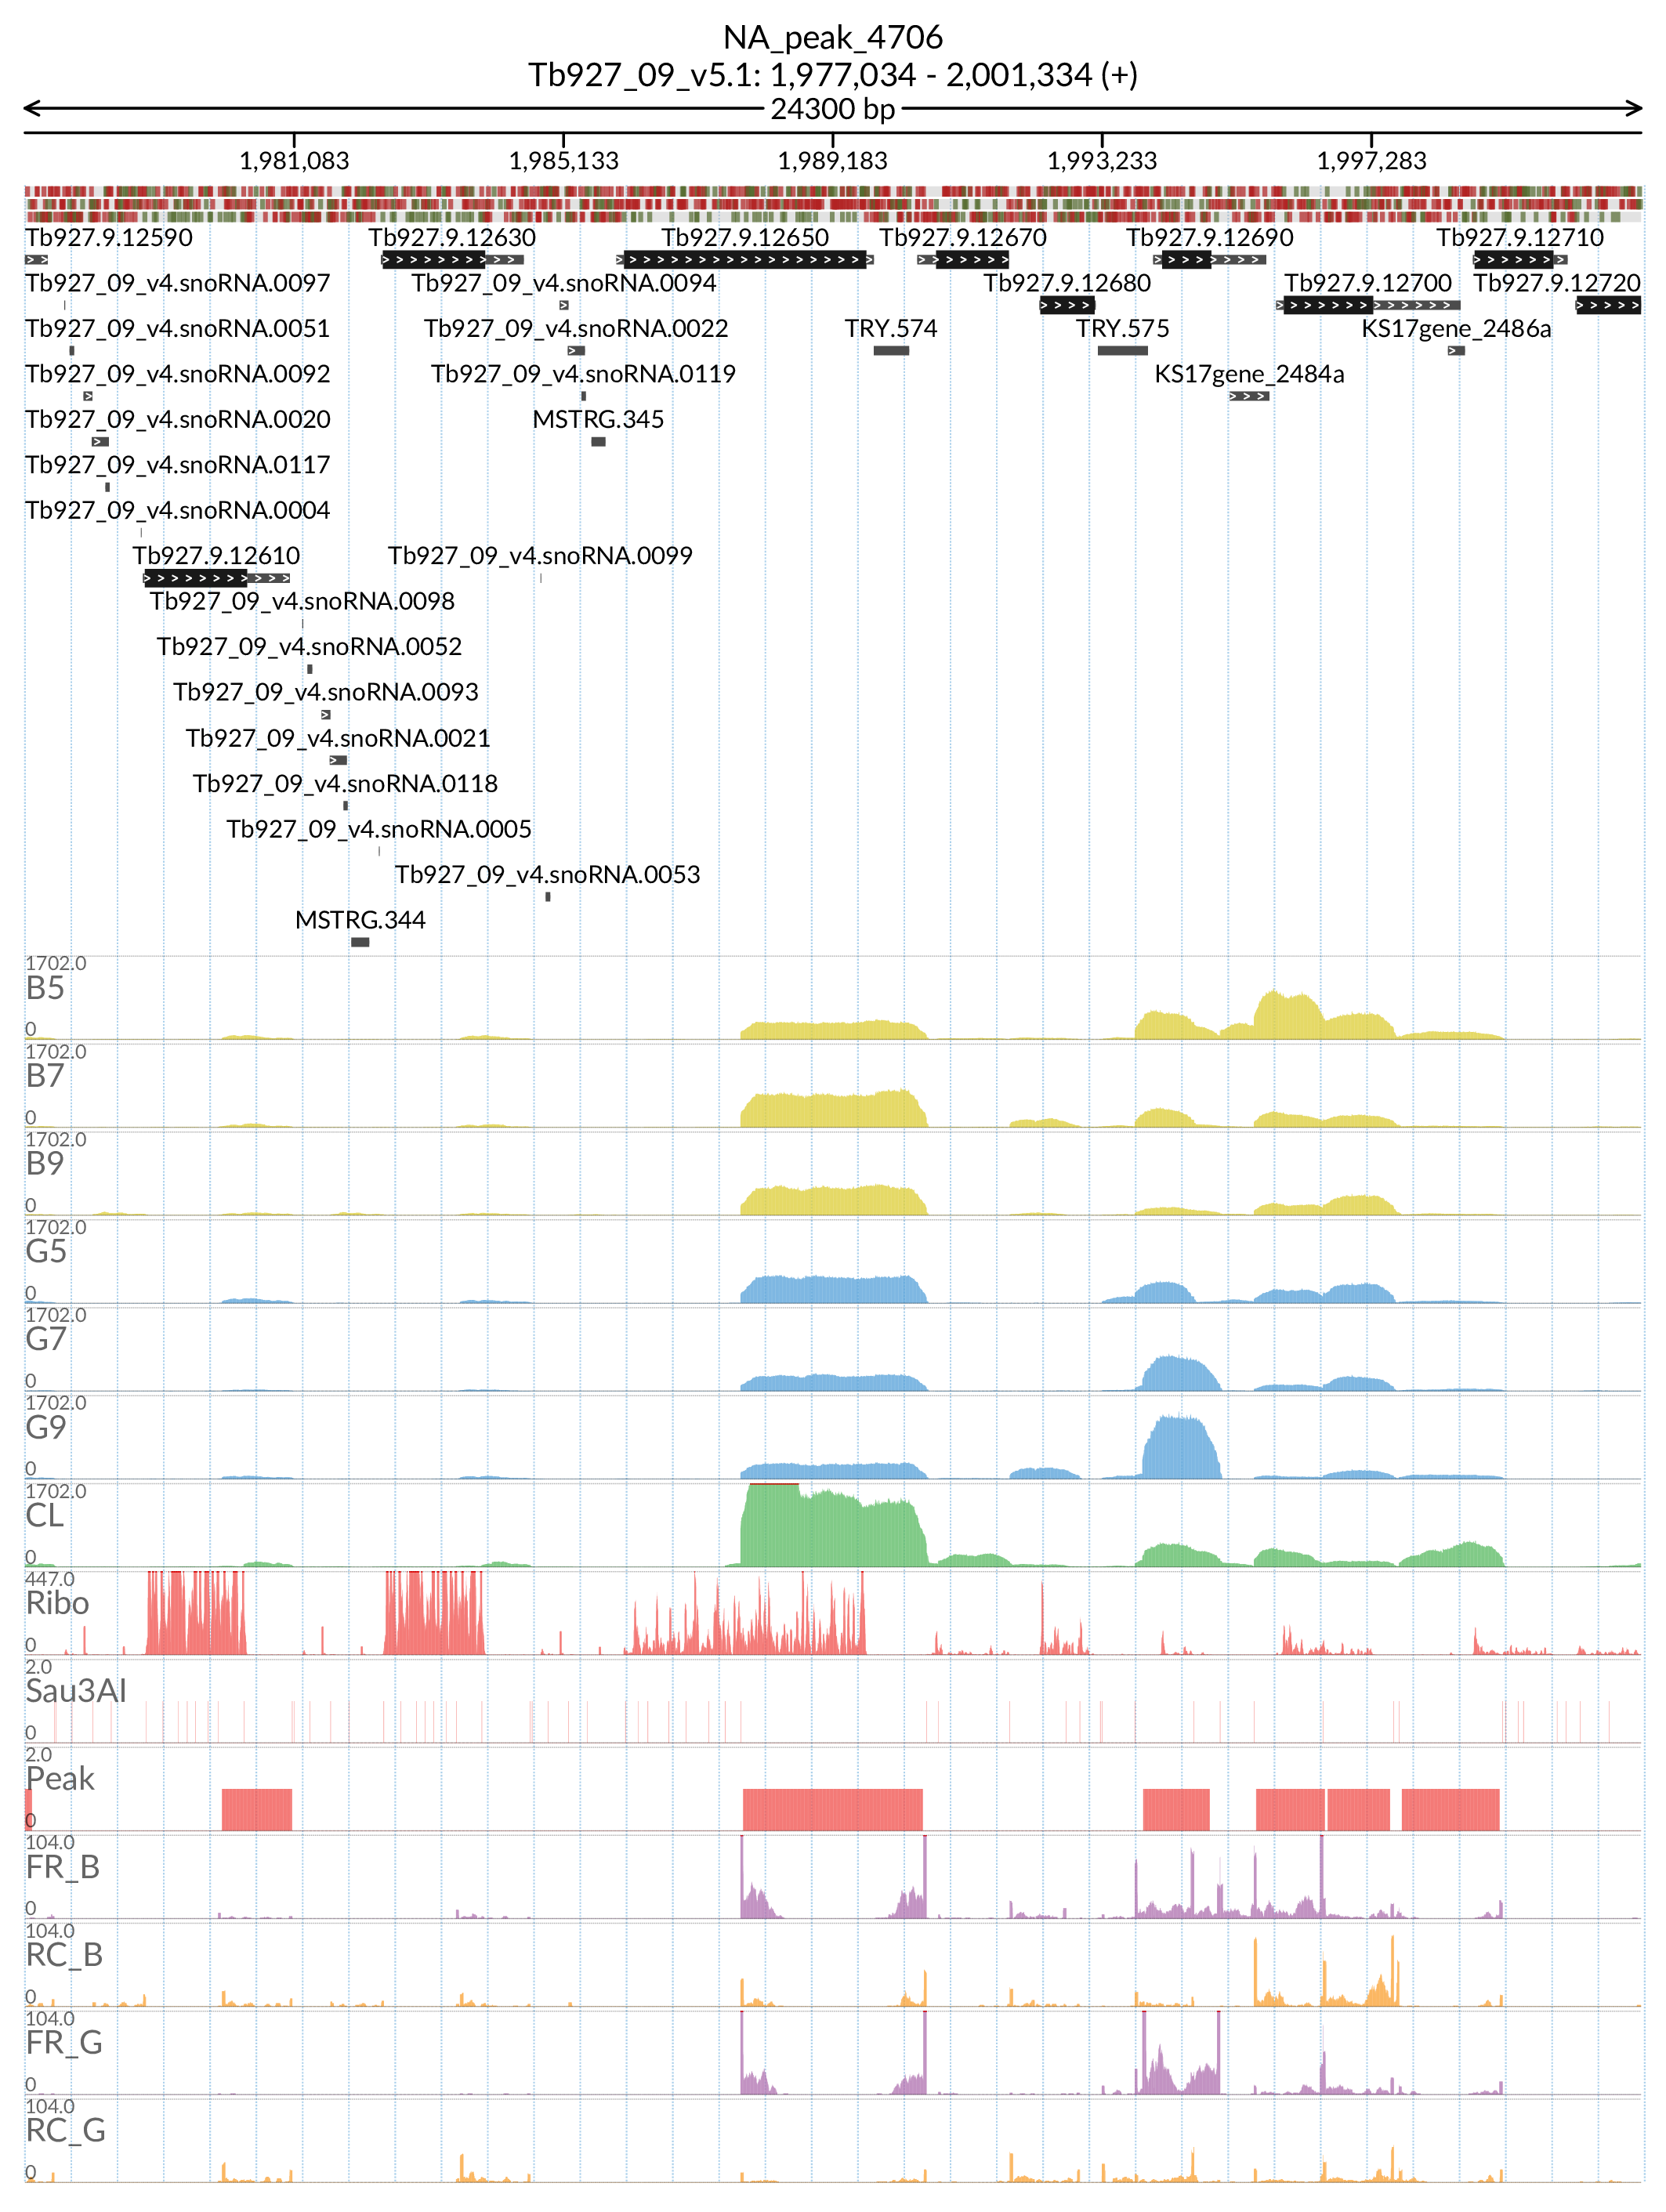 NA_peak_4706
Tb927_09_v5.1: 1,977,034 - 2,001,334 (+)
24300 bp
1,981,083 1,985,133 1,989,183 1,993,233 1,997,283
Tb927.9.12590 Tb927.9.12630 Tb927.9.12650 Tb927.9.12670 Tb927.9.12690 Tb927.9.12710
Tb927_09_v4.snoRNA.0097 Tb927_09_v4.snoRNA.0094 Tb927.9.12680 Tb927.9.12700 Tb927.9.12720
Tb927_09_v4.snoRNA.0051 Tb927_09_v4.snoRNA.0022 TRY.574 TRY.575 KS17gene_2486a
Tb927_09_v4.snoRNA.0092 Tb927_09_v4.snoRNA.0119 KS17gene_2484a
Tb927_09_v4.snoRNA.0020 MSTRG.345
Tb927_09_v4.snoRNA.0117
Tb927_09_v4.snoRNA.0004
Tb927.9.12610 Tb927_09_v4.snoRNA.0099
Tb927_09_v4.snoRNA.0098
Tb927_09_v4.snoRNA.0052
Tb927_09_v4.snoRNA.0093
Tb927_09_v4.snoRNA.0021
Tb927_09_v4.snoRNA.0118
Tb927_09_v4.snoRNA.0005
Tb927_09_v4.snoRNA.0053
MSTRG.344
1702.0
B5
0
1702.0
B7
0
1702.0
B9
0
1702.0
G5
0
1702.0
G7
0
1702.0
G9
0
1702.0
CL
0
447.0
Ribo
0
2.0
Sau3AI
0
2.0
Peak
0
104.0
FR_B
0
104.0
RC_B
0
104.0
FR_G
0
104.0
RC_G
0